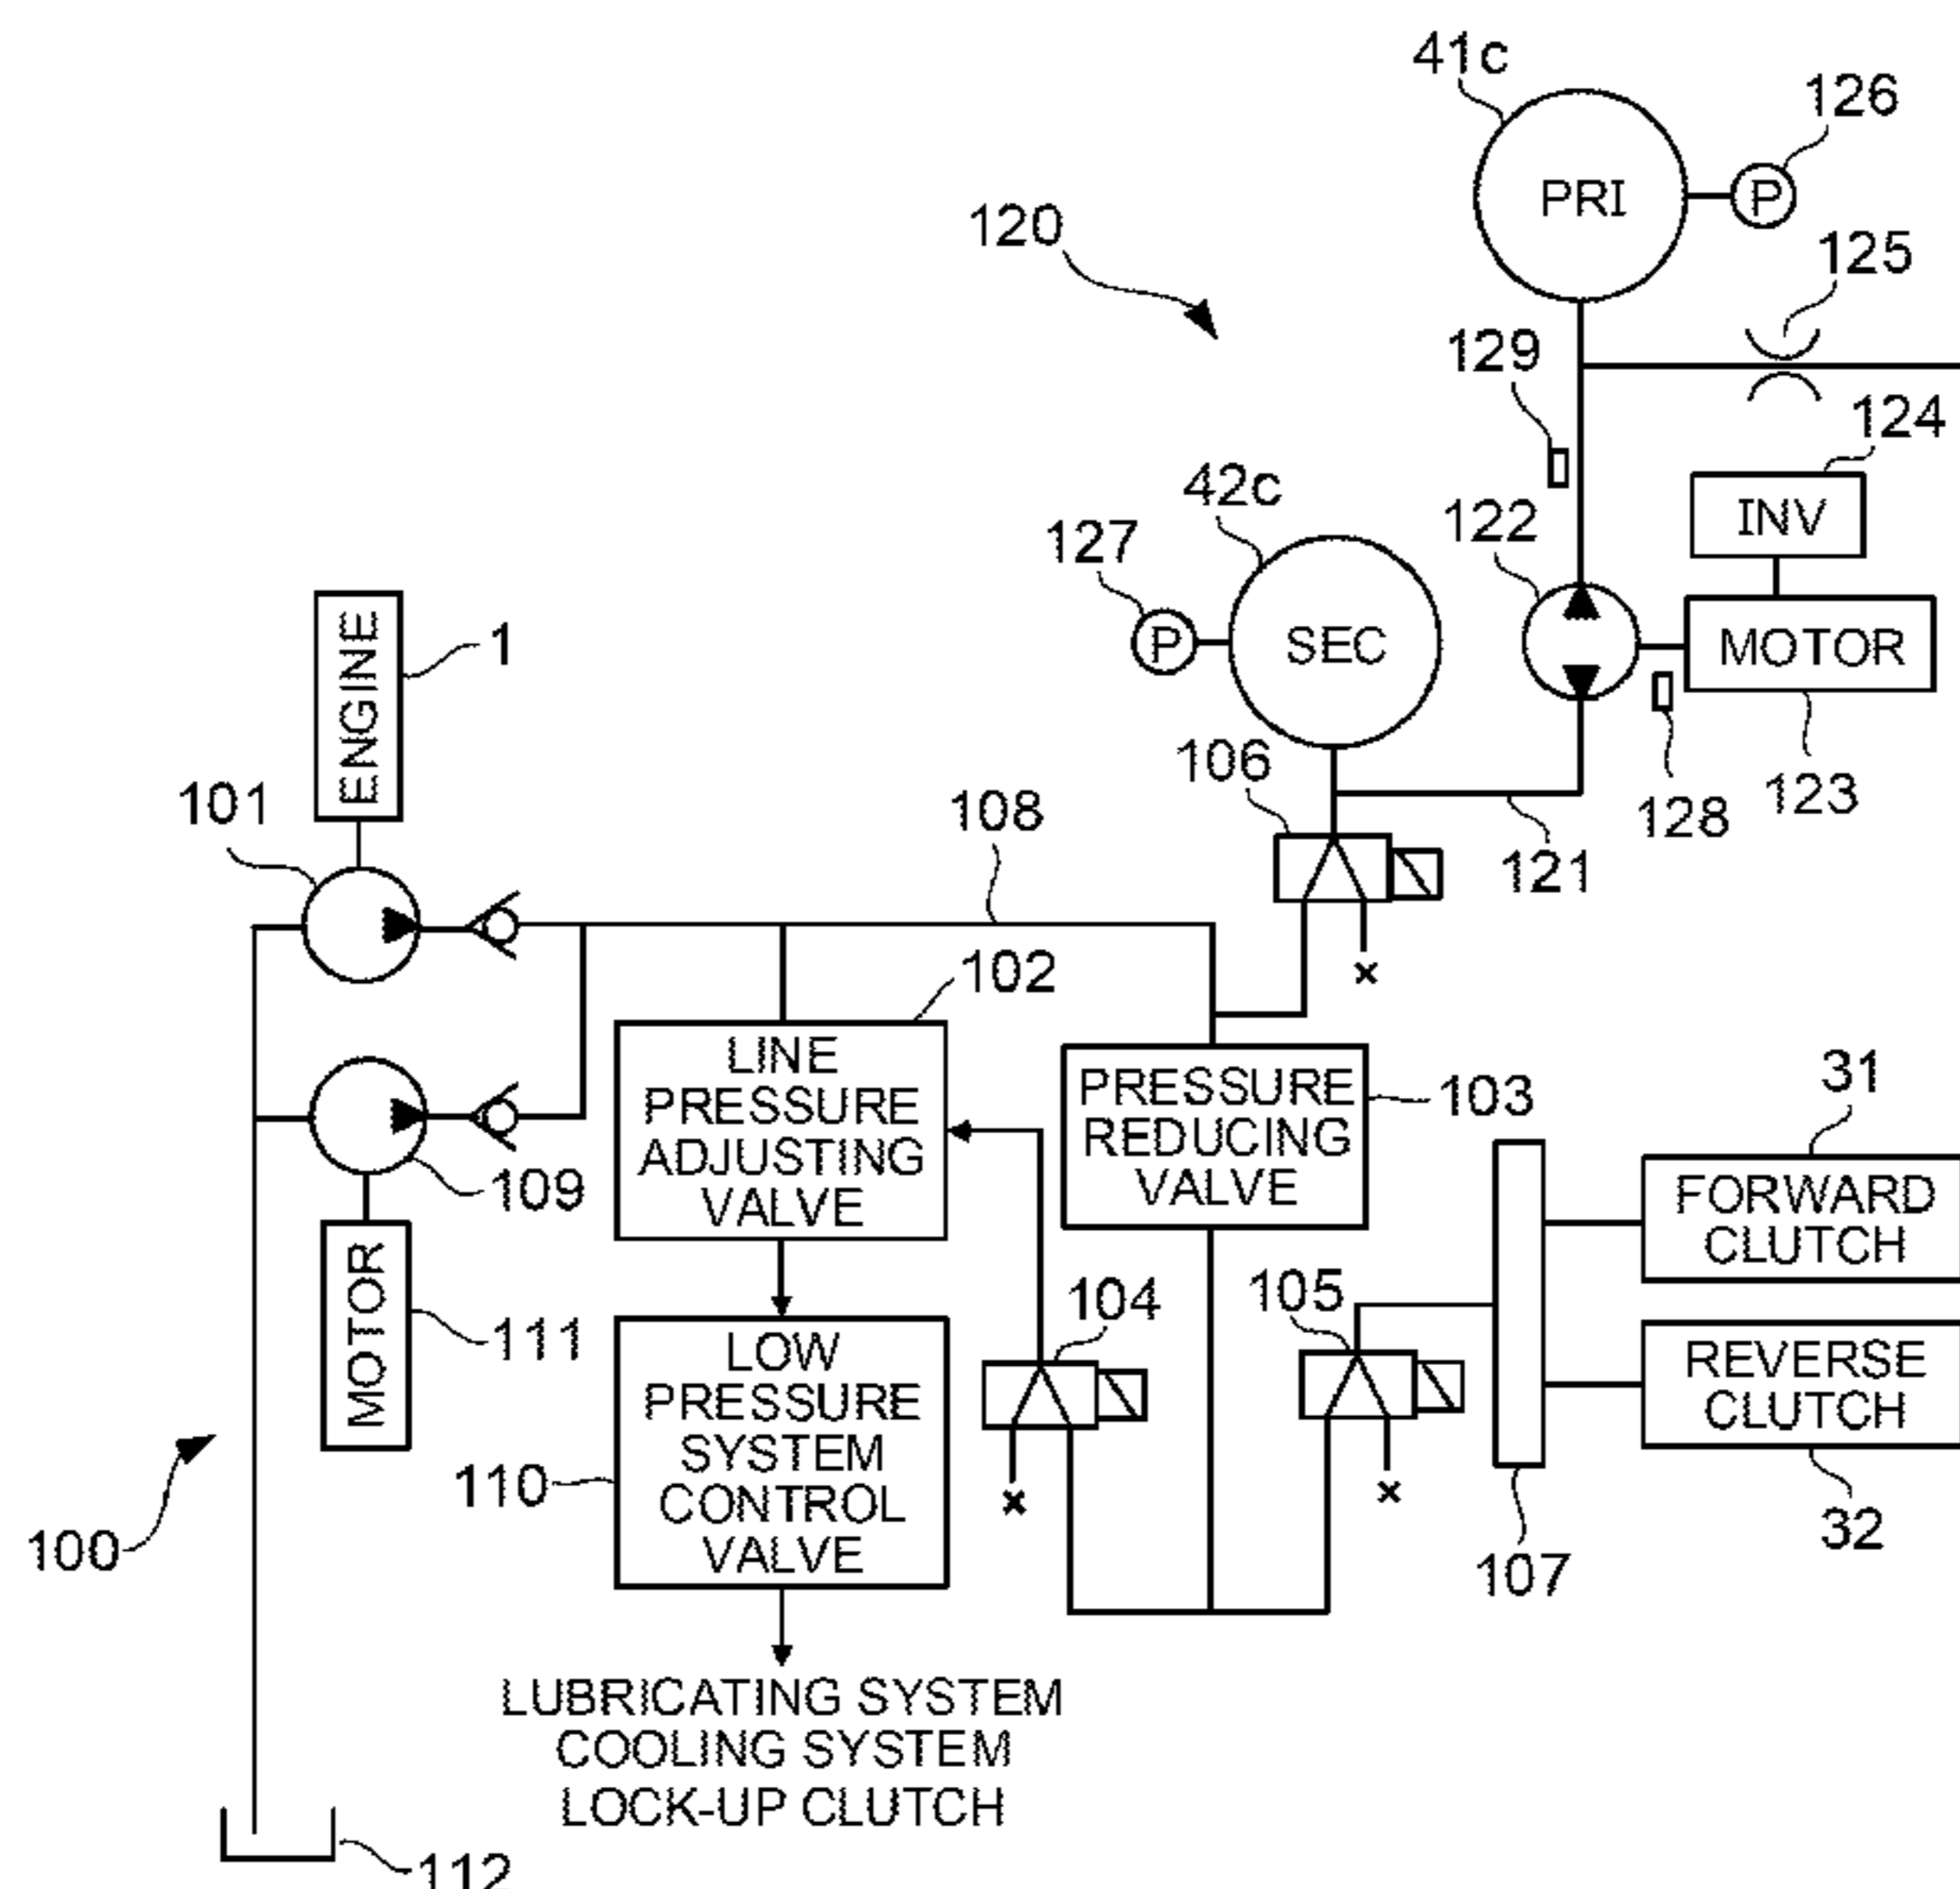 41c
126
PRI
P
120
125
129
124
42c
INV
122
127
P
SEC
MOTOR
ENGINE
1
106
123
128
101
108
121
×
102
LINE
PRESSURE
ADJUSTING
VALVE
PRESSURE
REDUCING
VALVE
103
31
FORWARD
CLUTCH
109
MOTOR
111
104
105
LOW
PRESSURE
SYSTEM
CONTROL
VALVE
REVERSE
CLUTCH
110
×
×
32
100
107
LUBRICATING SYSTEM
COOLING SYSTEM
LOCK-UP CLUTCH
112